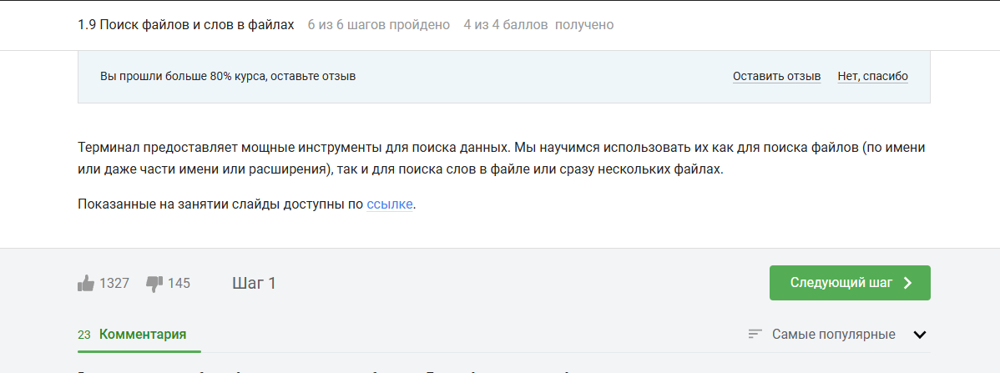 1.9 Поиск файлов и слов в файлах 6 из 6 шагов пройдено 4 из 4 баллов получено
Вы прошли больше 80% курса, оставьте отзыв Оставить отзыв Нет, спасибо
Терминал предоставляет мощные инструменты для поиска данных. Мы научимся использовать их как для поиска файлов (по имени
или даже части имени или расширения), так и для поиска слов в файле или сразу нескольких файлах.
Показанные на занятии слайды доступны по ссылке.
1327 145 Шаг 1 Следующий шаг
23 Комментария Самые популярные